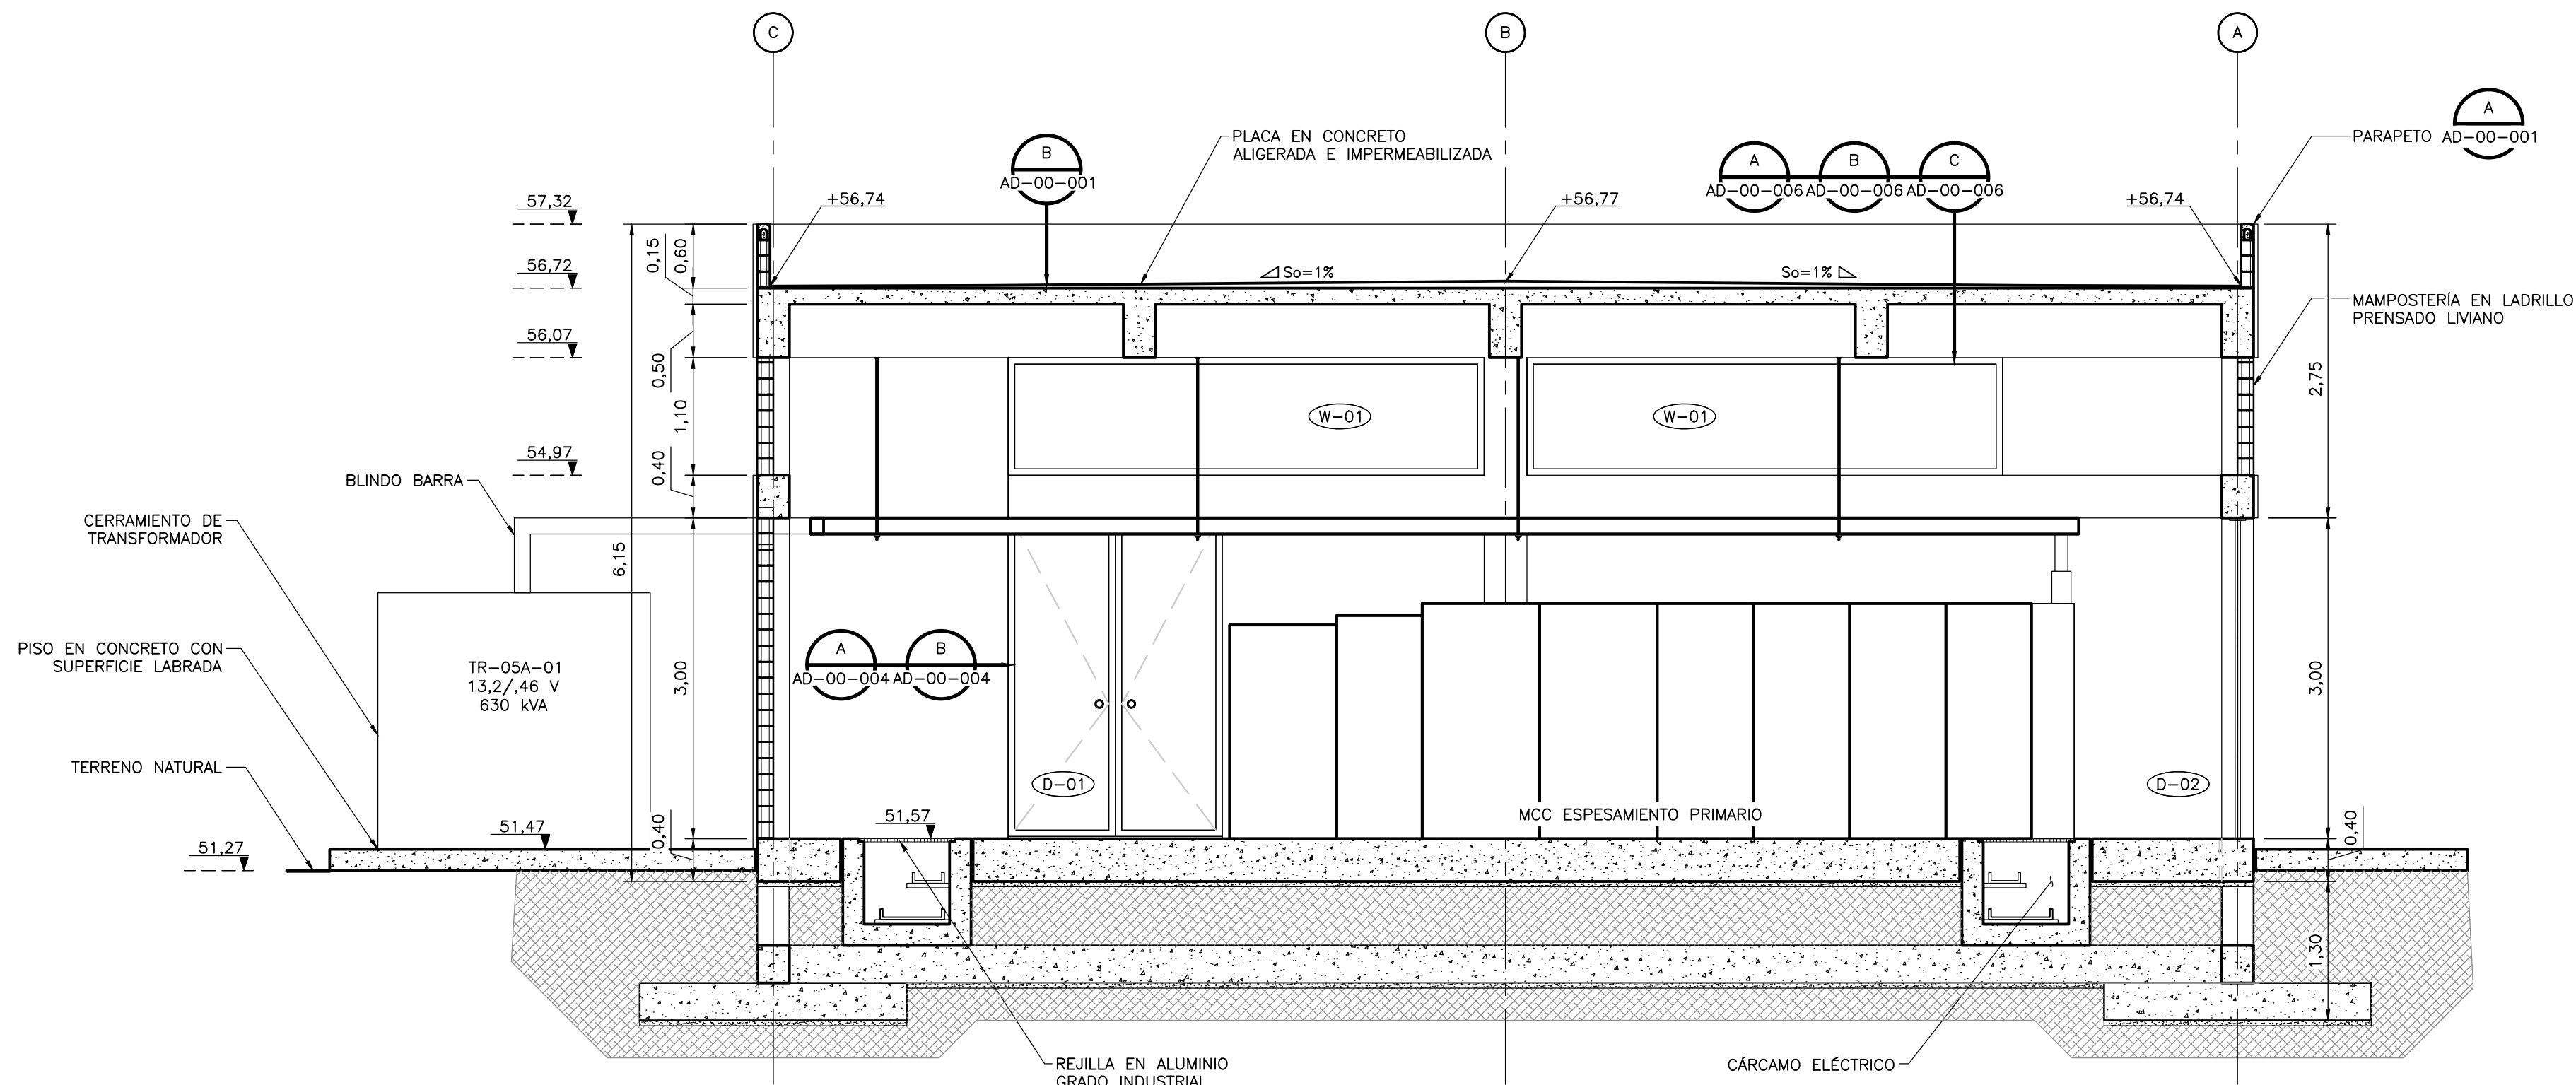 C
B
A
A
AD-00-001
PARAPETO
PLACA EN CONCRETO
ALIGERADA E IMPERMEABILIZADA
B
AD-00-001
A
AD-00-006
B
AD-00-006
C
AD-00-006
57,32
+56,74
+56,77
+56,74
0,15
0,60
56,72
So=1%
So=1%
MAMPOSTERÍA EN LADRILLO
PRENSADO LIVIANO
56,07
0,50
1,10
2,75
W-01
W-01
54,97
0,40
BLINDO BARRA
CERRAMIENTO DE
TRANSFORMADOR
6,15
PISO EN CONCRETO CON
SUPERFICIE LABRADA
TR-05A-01
13,2/,46 V
630 kVA
3,00
A
AD-00-004
B
AD-00-004
3,00
TERRENO NATURAL
D-01
D-02
MCC ESPESAMIENTO PRIMARIO
51,57
51,47
51,27
0,40
0,40
1,30
REJILLA EN ALUMINIO
GRADO INDUSTRIAL
CÁRCAMO ELÉCTRICO